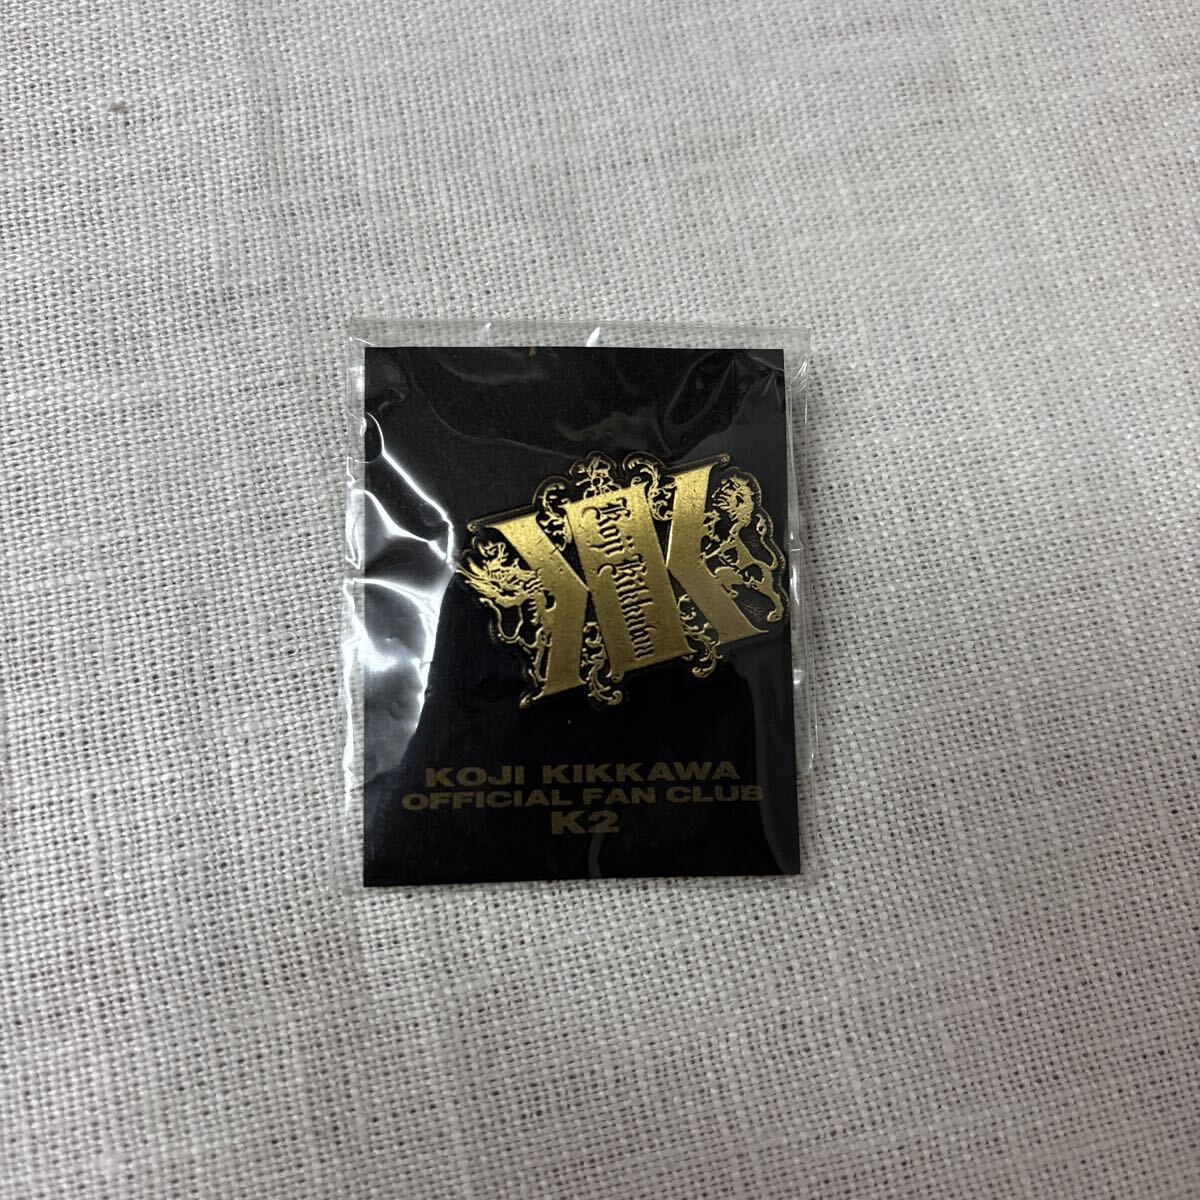 Koji Kikkawa
KOJI KIKKAWA
OFFICIAL FAN CLUB
K2